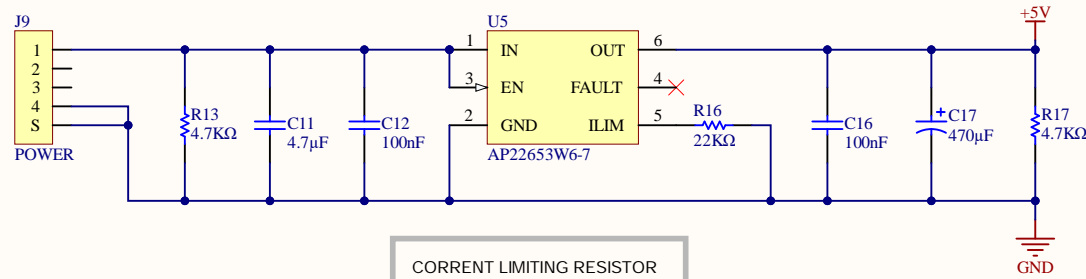 J9
1
2
3
4
S
POWER
R13
4.7KΩ
C11
4.7µF
C12
100nF
U5
1 IN OUT 6
3 EN FAULT 4
2 GND ILIM 5
AP22653W6-7
R16
22KΩ
C16
100nF
+
C17
470µF
R17
4.7KΩ
+5V
GND
CORRENT LIMITING RESISTOR